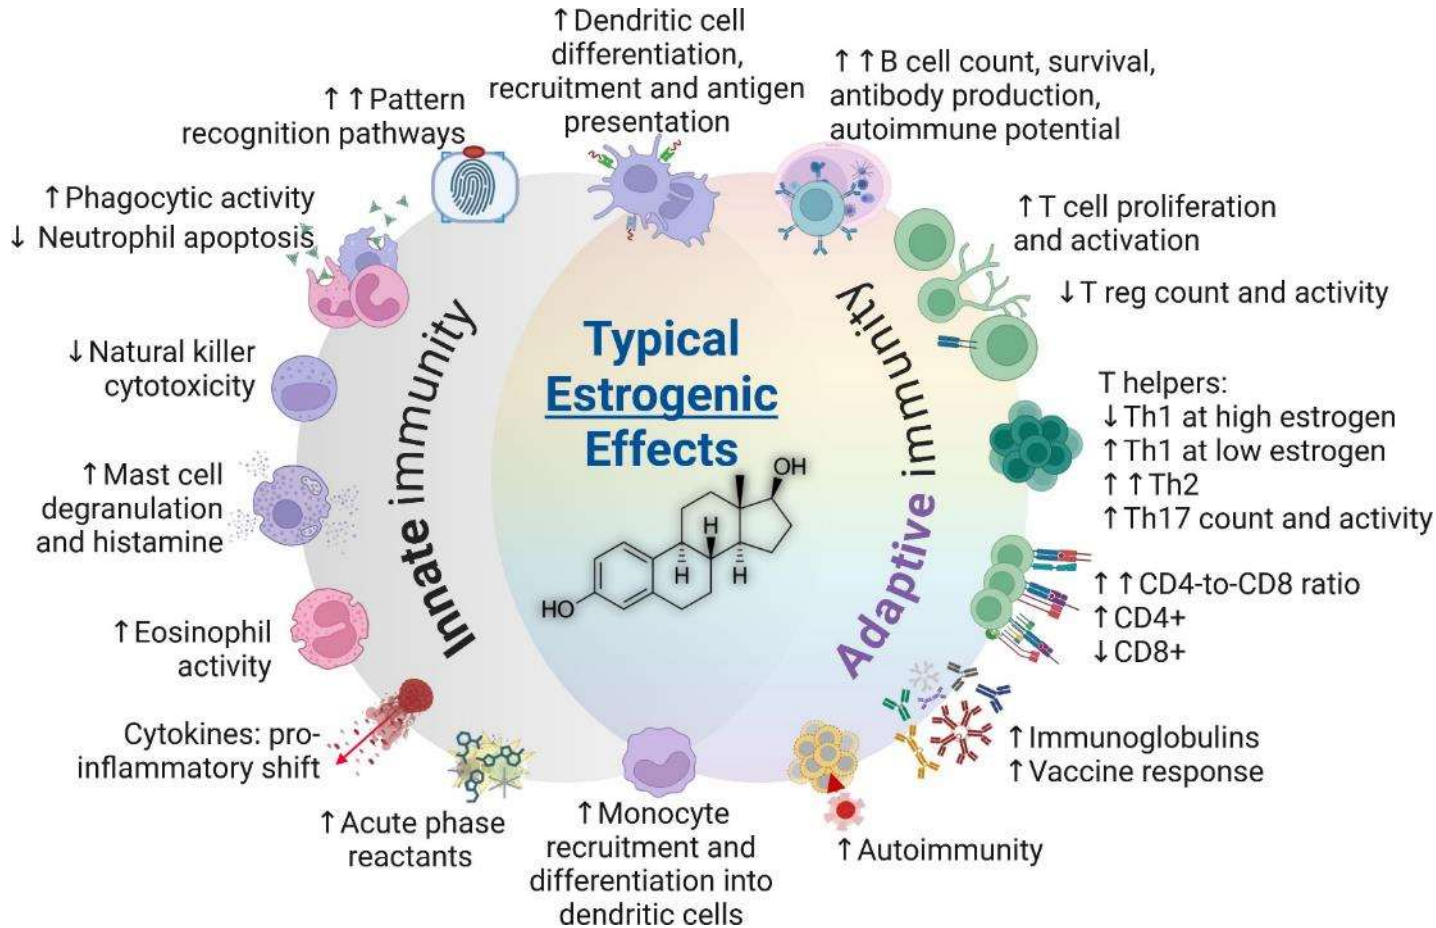 ↑Dendritic cell
differentiation,
recruitment and antigen
presentation
↑↑B cell count, survival,
antibody production,
autoimmune potential
↑↑Pattern
recognition pathways
↑Phagocytic activity
↓ Neutrophil apoptosis
↑T cell proliferation
and activation
↓T reg count and activity
↓Natural killer
cytotoxicity
Innate immunity
Typical
Estrogenic
Effects
OH
H
H
H
HO
Adaptive immunity
T helpers:
↓Th1 at high estrogen
↑Th1 at low estrogen
↑↑Th2
↑Th17 count and activity
↑Mast cell
degranulation
and histamine
↑↑CD4-to-CD8 ratio
↑CD4+
↓CD8+
↑Eosinophil
activity
Cytokines: pro-
inflammatory shift
↑Immunoglobulins
↑Vaccine response
↑Acute phase
reactants
↑Monocyte
recruitment and
differentiation into
dendritic cells
↑Autoimmunity